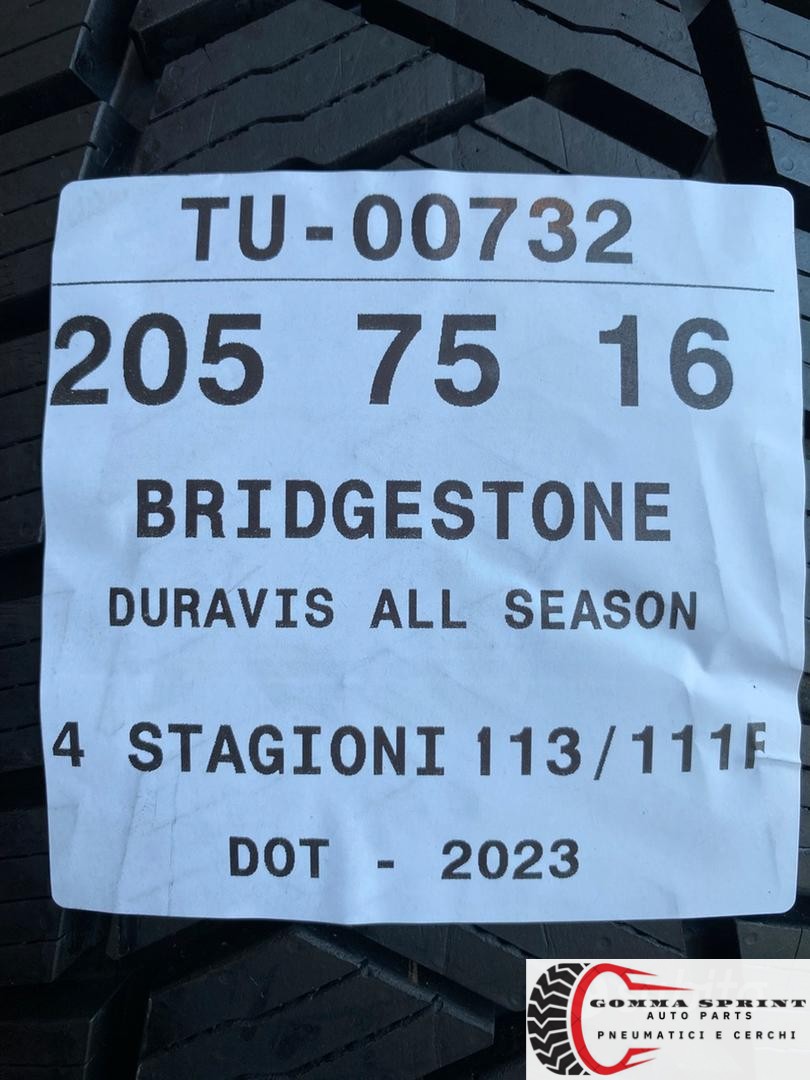 TU-00732
205 75 16
BRIDGESTONE
DURAVIS ALL SEASON
4 STAGIONI 113/111
DOT - 2023
GOMMA SPRINT
AUTO PARTS
PNEUMATICI E CERCHI